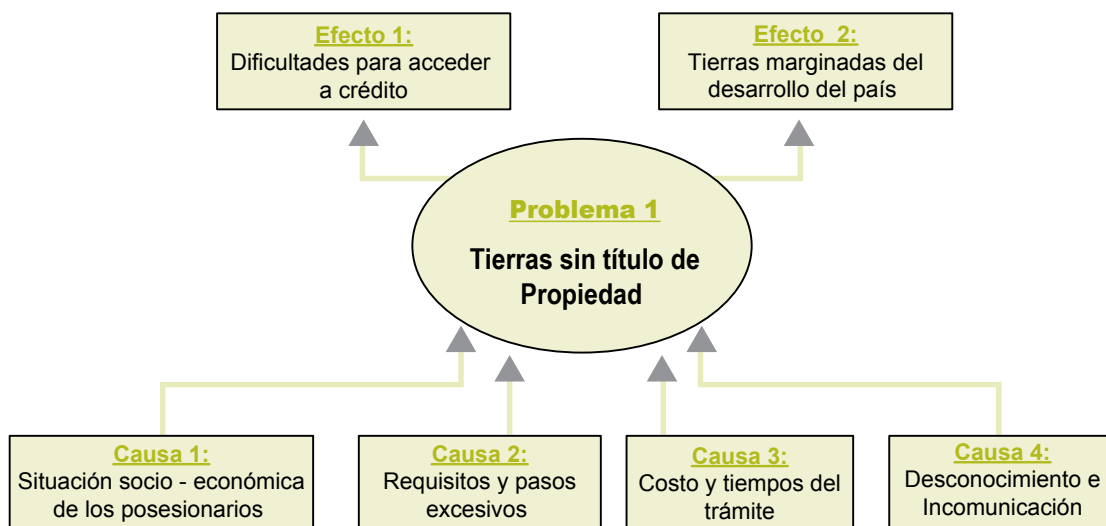 Efecto 1:
Dificultades para acceder
a crédito
Efecto 2:
Tierras marginadas del
desarrollo del país
Problema 1
Tierras sin título de
Propiedad
Causa 1:
Situación socio - económica
de los posesionarios
Causa 2:
Requisitos y pasos
excesivos
Causa 3:
Costo y tiempos del
trámite
Causa 4:
Desconocimiento e
Incomunicación